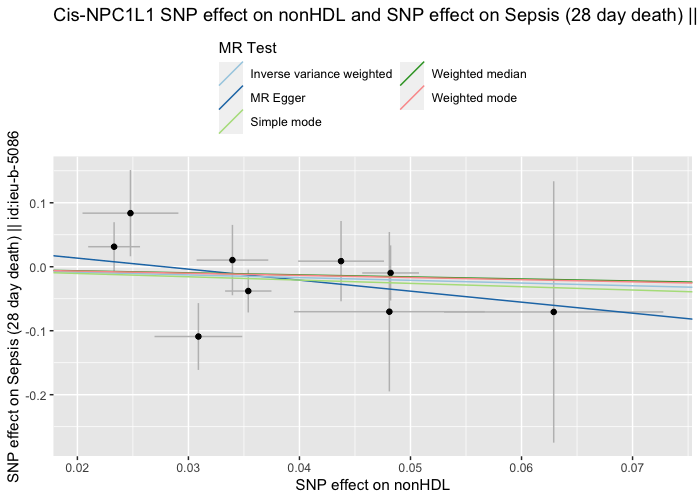 Cis-NPC1L1 SNP effect on nonHDL and SNP effect on Sepsis (28 day death) ||
MR Test
Inverse variance weighted
Weighted median
MR Egger
Weighted mode
Simple mode
SNP effect on Sepsis (28 day death) || id:ieu-b-5086
0.1
0.0
-0.1
-0.2
0.02 0.03 0.04 0.05 0.06 0.07
SNP effect on nonHDL